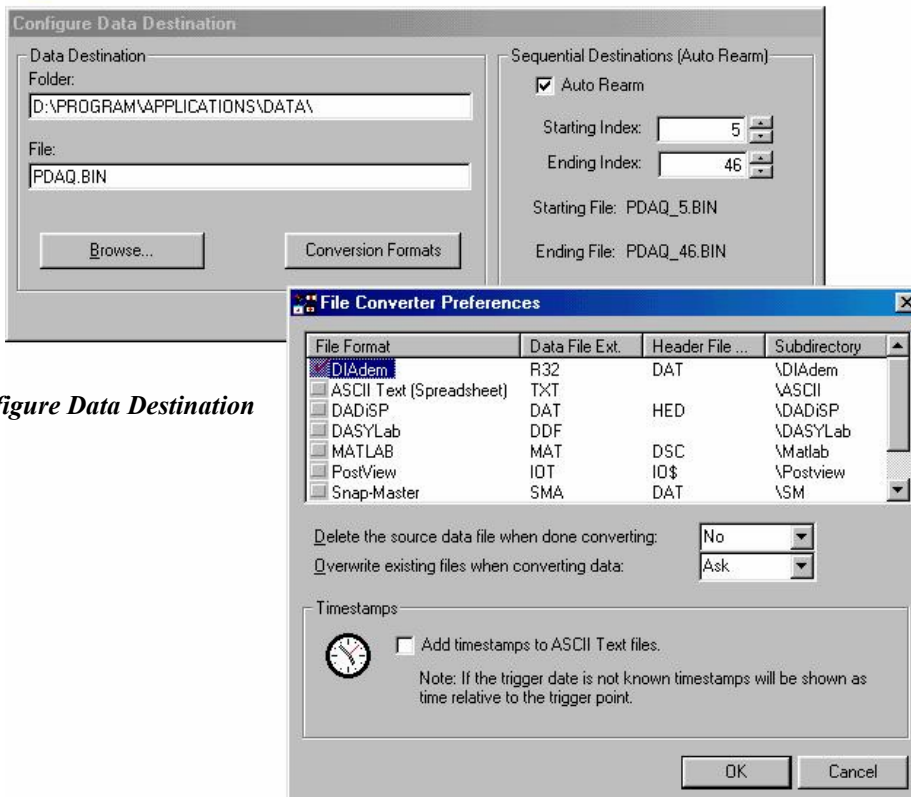 Configure Data Destination
Data Destination
Folder:
D:\PROGRAM\APPLICATIONS\DATA\
File:
PDAQ.BIN
Browse...
Conversion Formats
Sequential Destinations (Auto Rearm)
Auto Rearm
Starting Index: 5
Ending Index: 46
Starting File: PDAQ_5.BIN
Ending File: PDAQ_46.BIN
figure Data Destination
File Converter Preferences
File Format Data File Ext. Header File ... Subdirectory
DIAdem R32 DAT \DIAdem
ASCII Text (Spreadsheet) TXT \ASCII
DADiSP DAT HED \DADiSP
DASYLab DDF \DASYLab
MATLAB MAT DSC \Matlab
PostView IOT IO$ \Postview
Snap-Master SMA DAT \SM
Delete the source data file when done converting: No
Overwrite existing files when converting data: Ask
Timestamps
Add timestamps to ASCII Text files.
Note: If the trigger date is not known timestamps will be shown as
time relative to the trigger point.
OK
Cancel